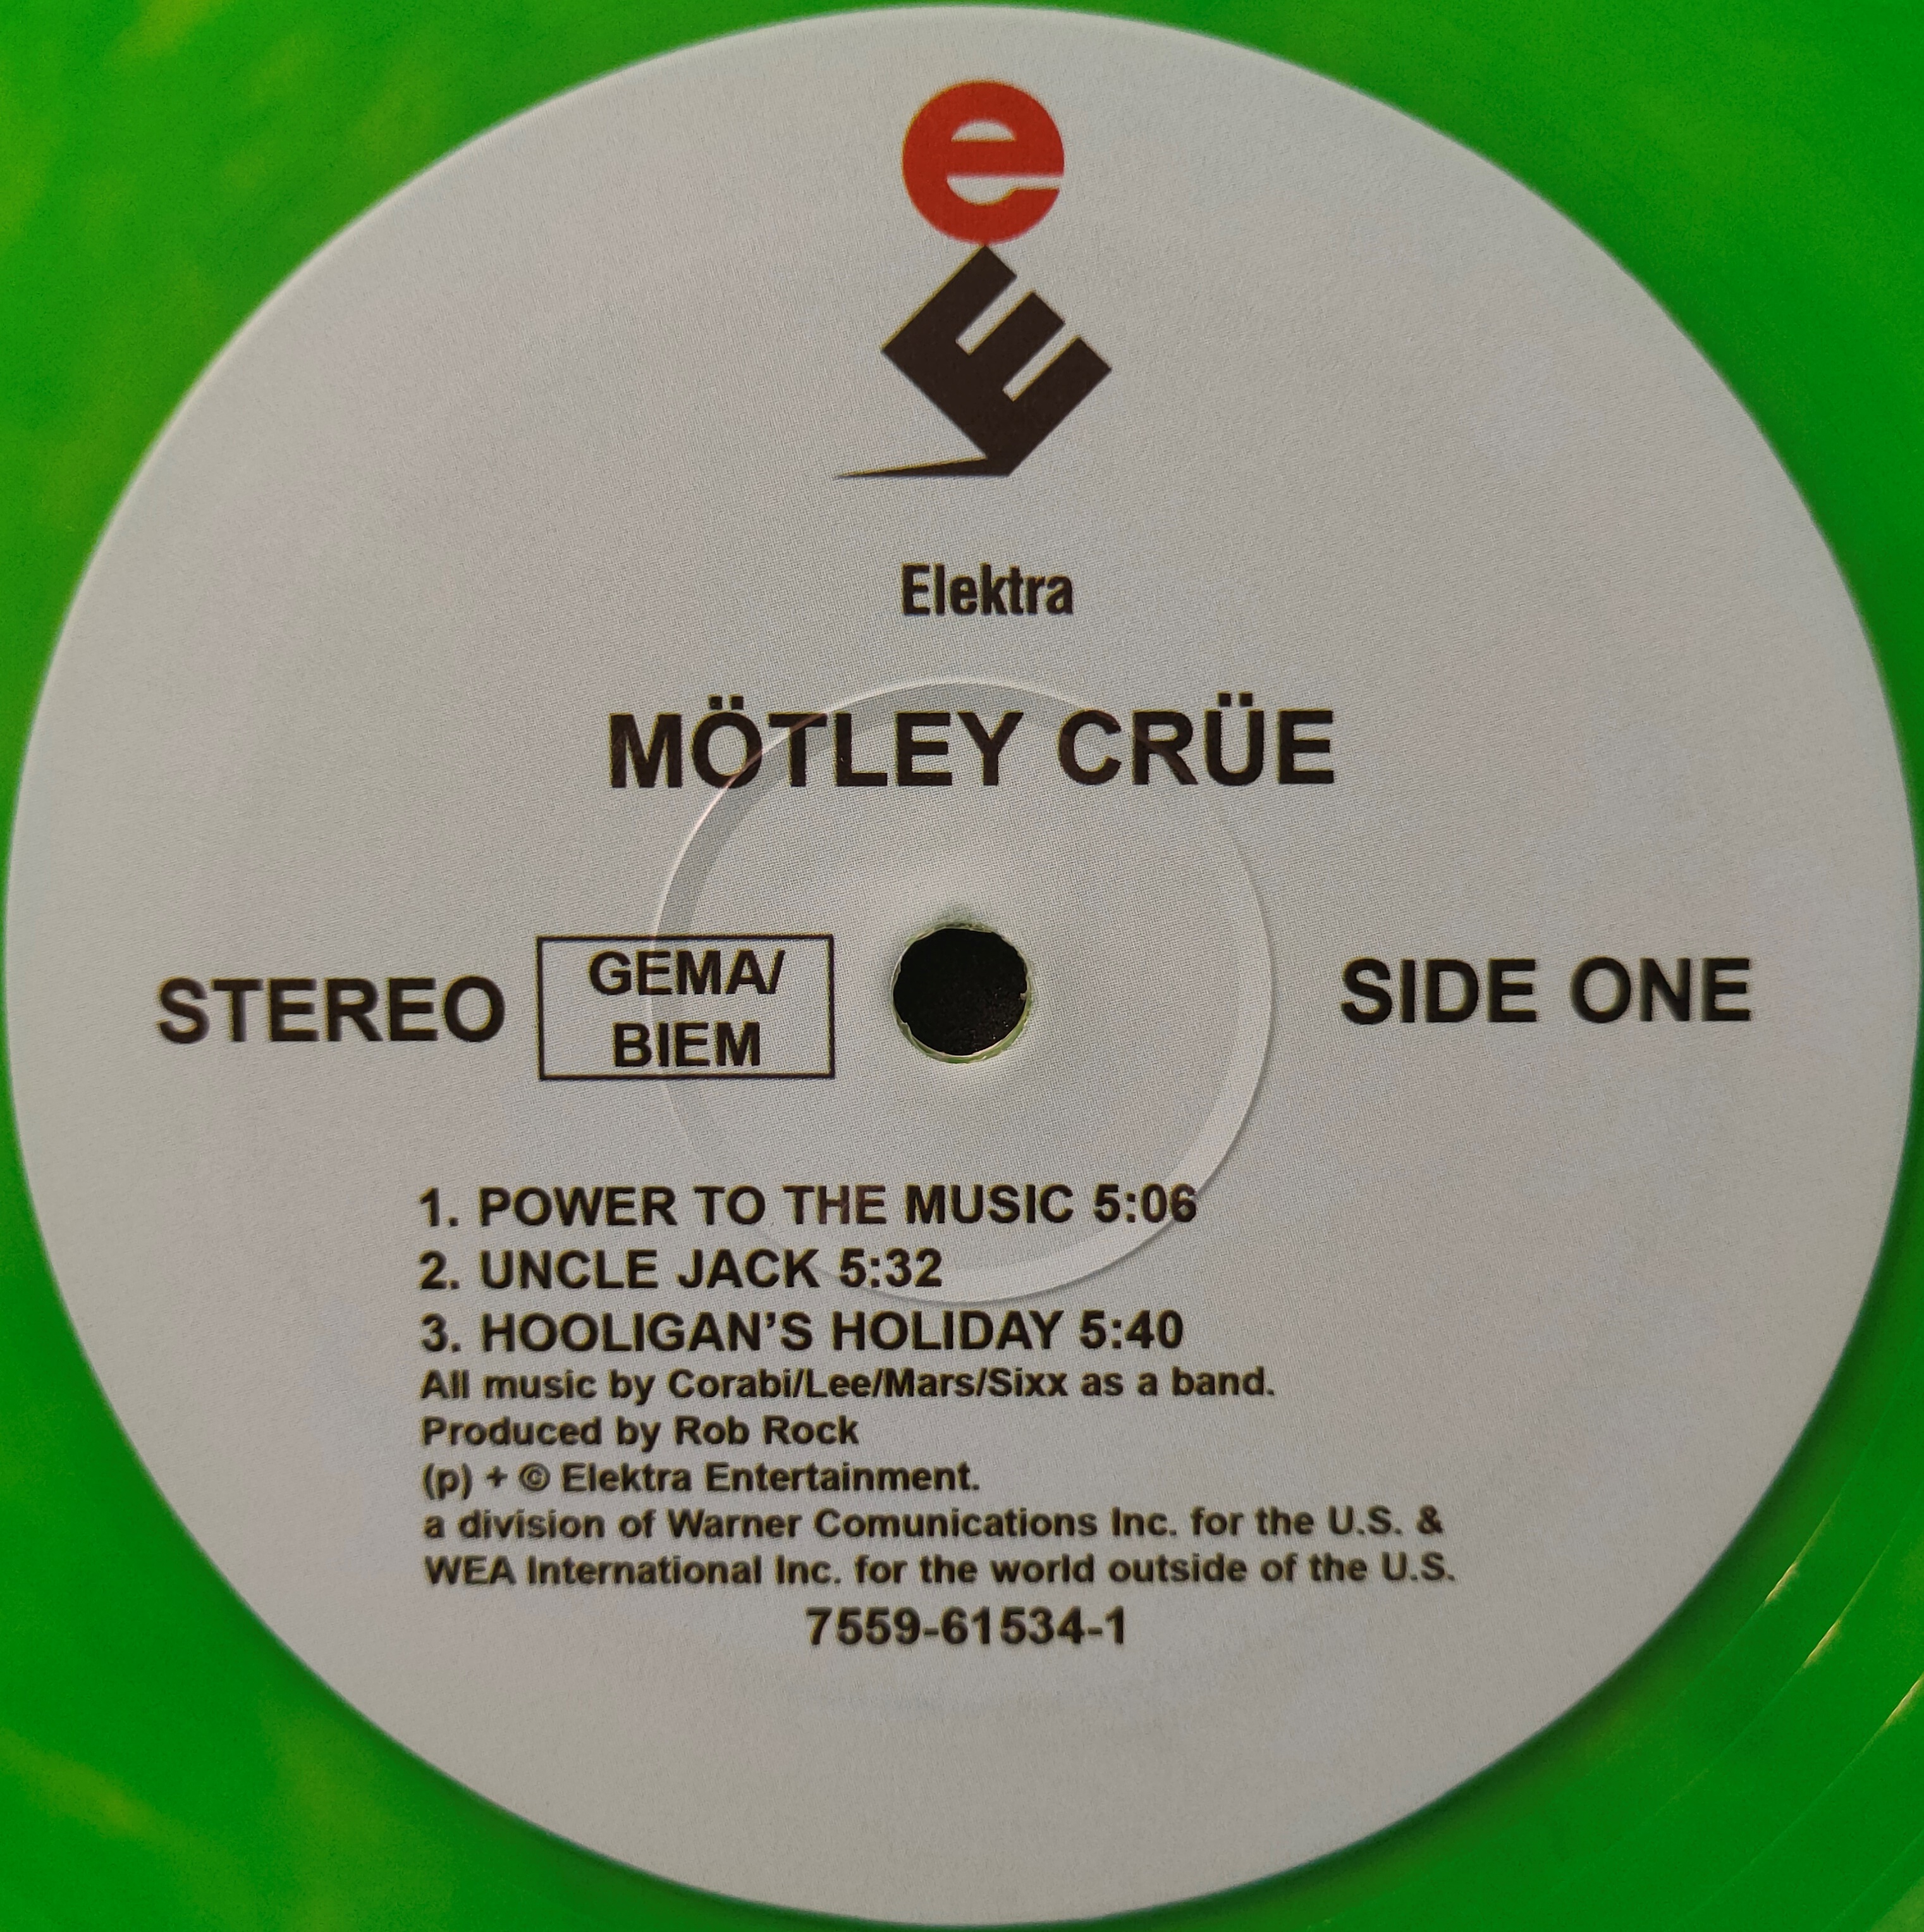 e
E
Elektra
MÖTLEY CRÜE
STEREO
GEMA/
BIEM
SIDE ONE
1. POWER TO THE MUSIC 5:06
2. UNCLE JACK 5:32
3. HOOLIGAN’S HOLIDAY 5:40
All music by Corabi/Lee/Mars/Sixx as a band.
Produced by Rob Rock
(p) + © Elektra Entertainment.
a division of Warner Comunications Inc. for the U.S. &
WEA International Inc. for the world outside of the U.S.
7559-61534-1